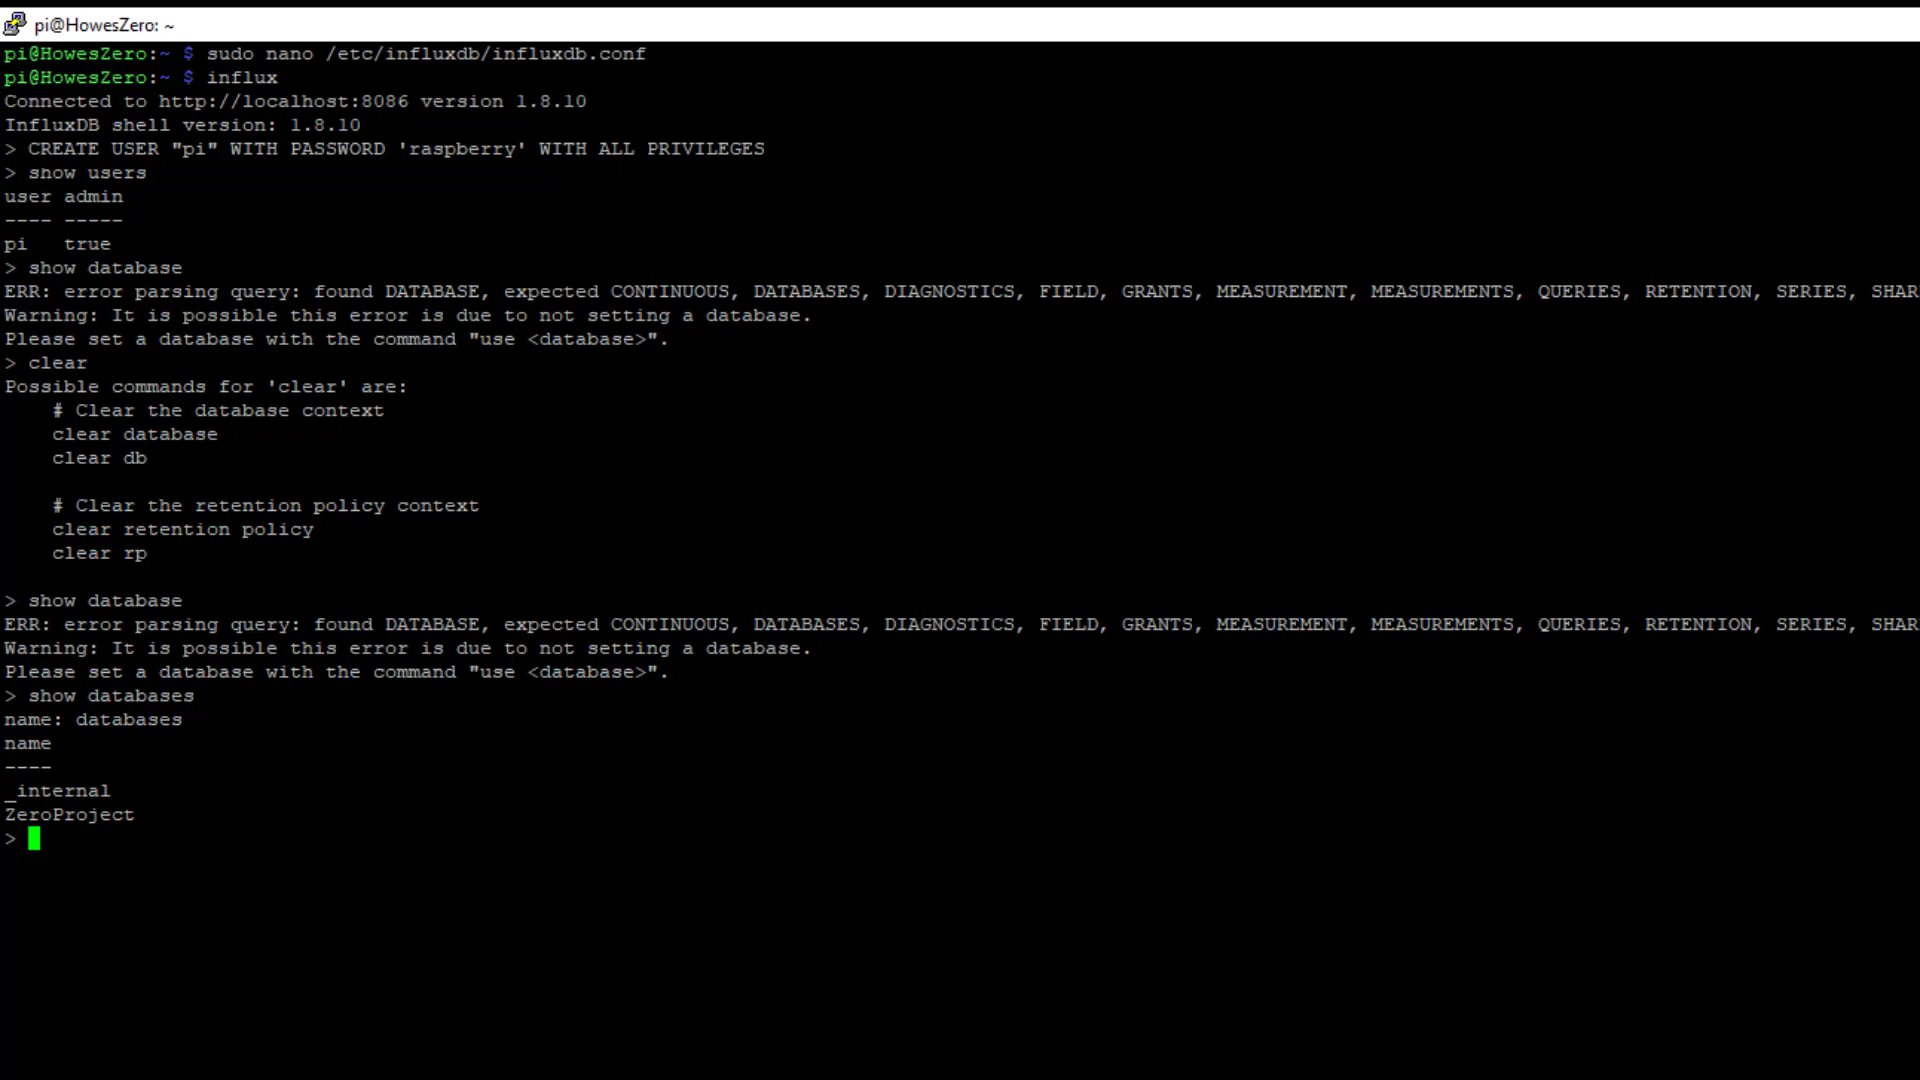 pi@HowesZero: ~
pi@HowesZero:~ $ sudo nano /etc/influxdb/influxdb.conf
pi@HowesZero:~ $ influx
Connected to http://localhost:8086 version 1.8.10
InfluxDB shell version: 1.8.10
> CREATE USER "pi" WITH PASSWORD 'raspberry' WITH ALL PRIVILEGES
> show users
user admin
---- -----
pi   true
> show database
ERR: error parsing query: found DATABASE, expected CONTINUOUS, DATABASES, DIAGNOSTICS, FIELD, GRANTS, MEASUREMENT, MEASUREMENTS, QUERIES, RETENTION, SERIES, SHAR
Warning: It is possible this error is due to not setting a database.
Please set a database with the command "use <database>".
> clear
Possible commands for 'clear' are:
    # Clear the database context
    clear database
    clear db
    # Clear the retention policy context
    clear retention policy
    clear rp
> show database
ERR: error parsing query: found DATABASE, expected CONTINUOUS, DATABASES, DIAGNOSTICS, FIELD, GRANTS, MEASUREMENT, MEASUREMENTS, QUERIES, RETENTION, SERIES, SHAR
Warning: It is possible this error is due to not setting a database.
Please set a database with the command "use <database>".
> show databases
name: databases
name
----
_internal
ZeroProject
>